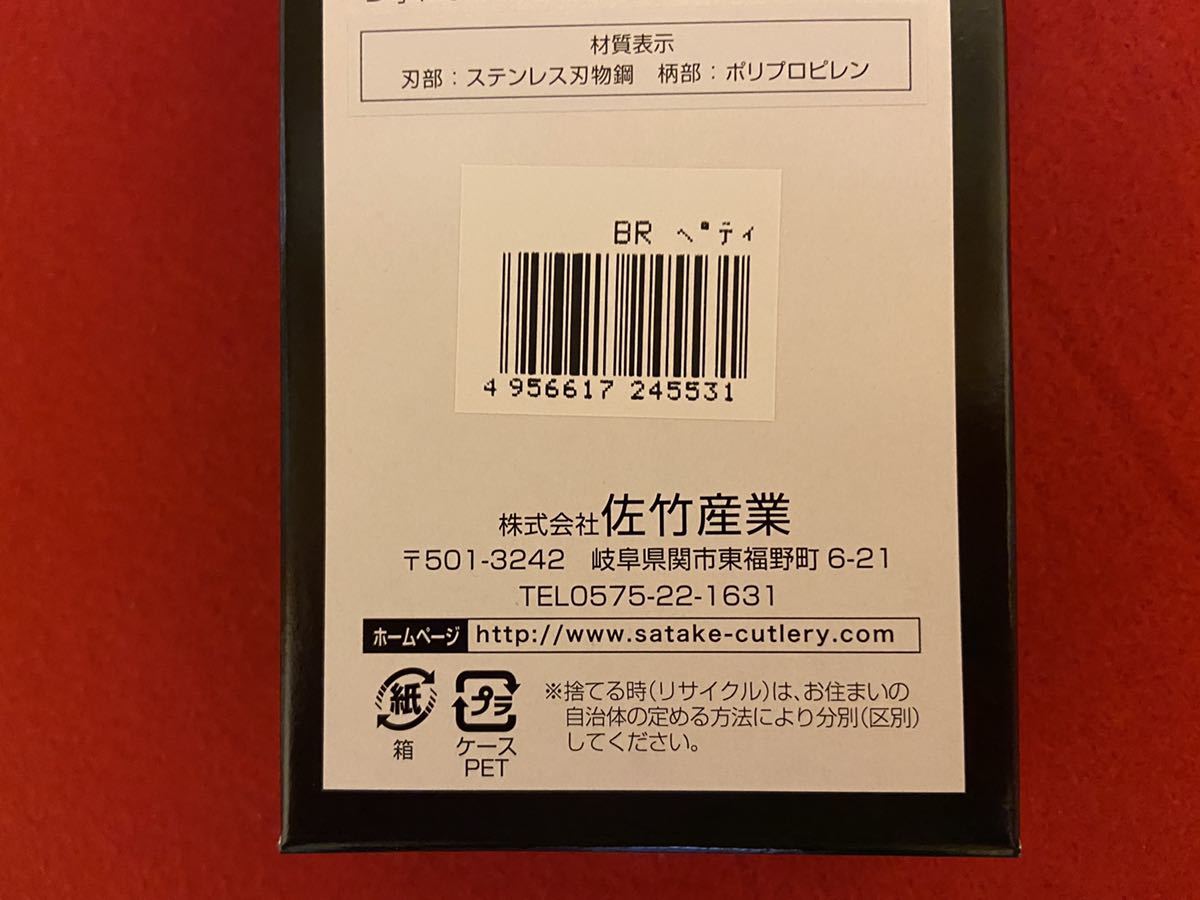 材質表示
刃部：ステンレス刃物鋼　柄部：ポリプロピレン
BR ペティ
4 956617 245531
株式会社佐竹産業
〒501-3242　岐阜県関市東福野町 6-21
TEL0575-22-1631
ホームページ http://www.satake-cutlery.com
紙 プラ
箱 ケース
PET
※捨てる時(リサイクル)は、お住まいの
自治体の定める方法により分別(区別)
してください。